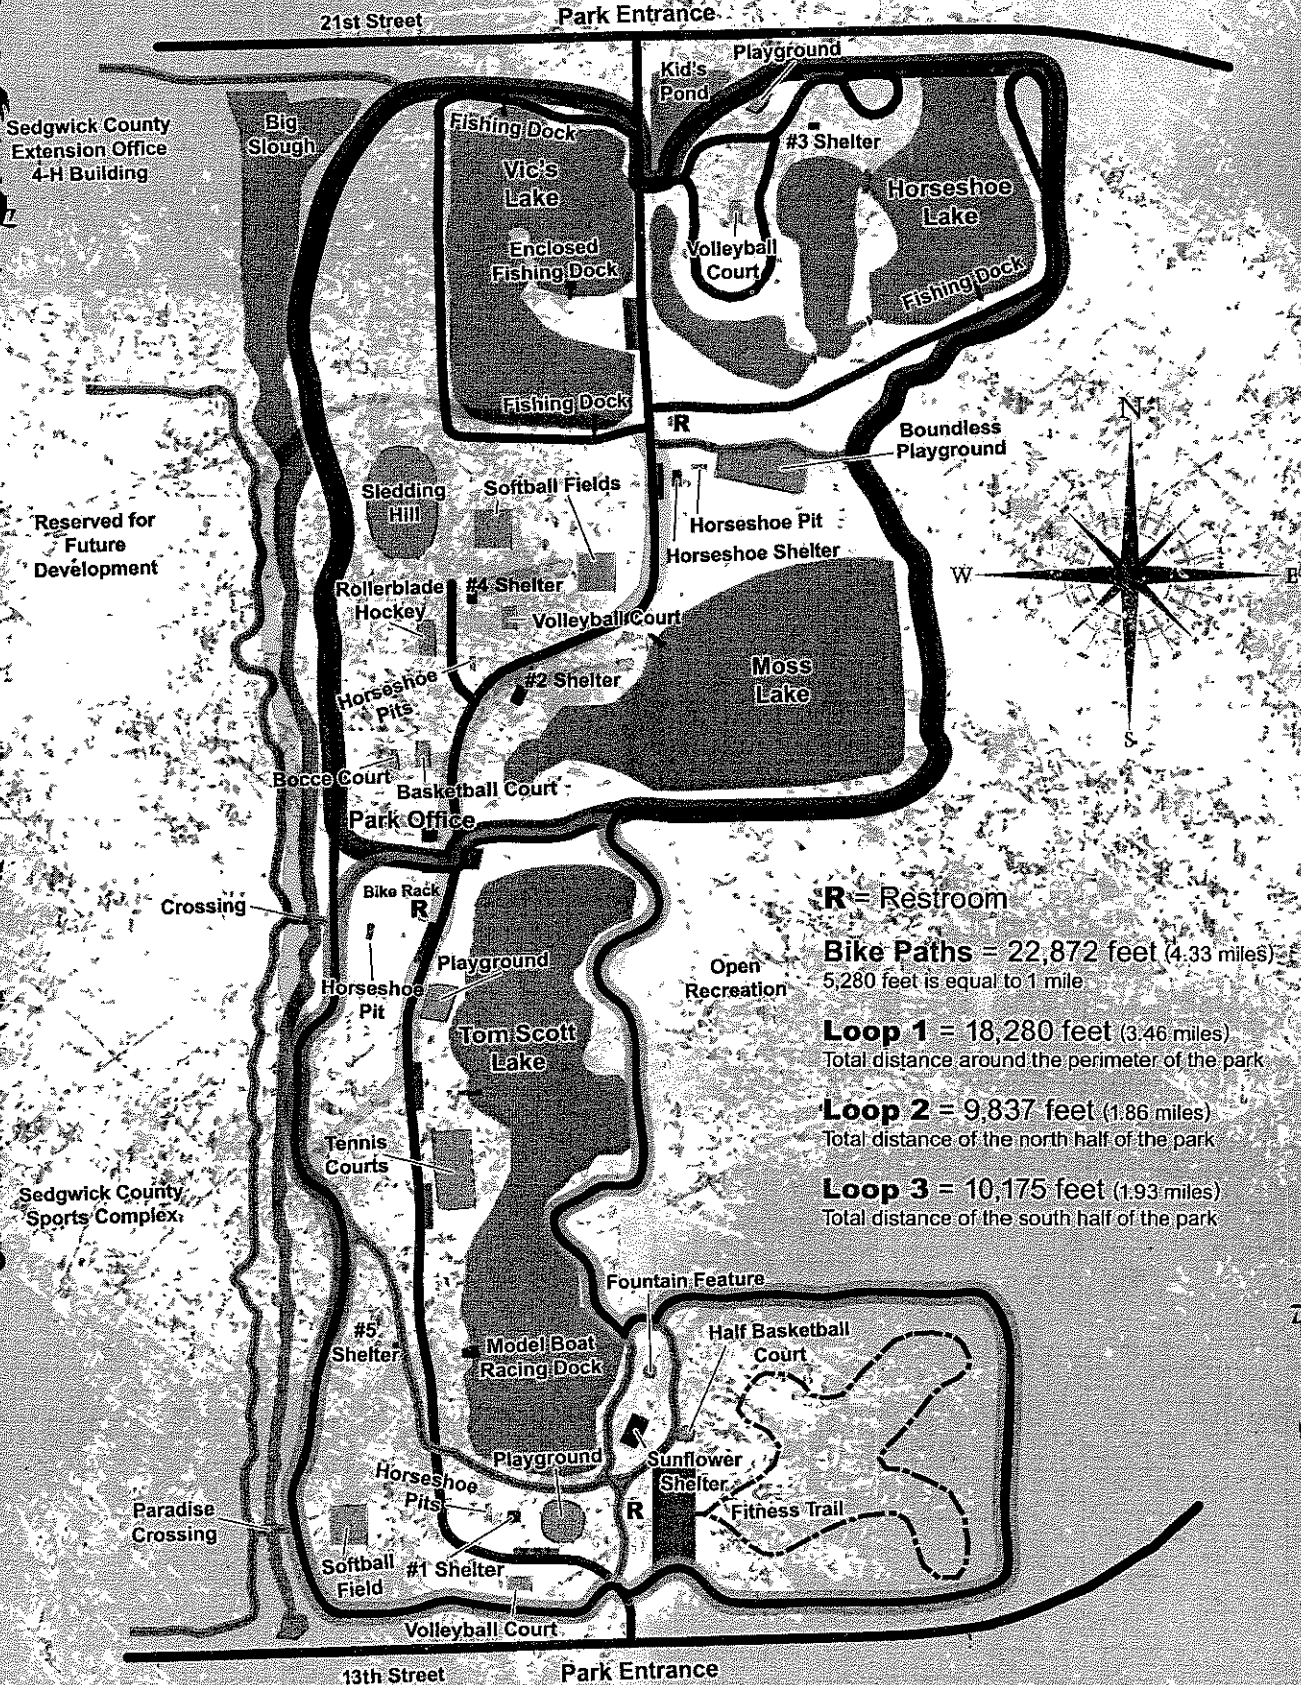 21st Street
Park Entrance
Playground
Kid's
Pond
Sedgwick County
Extension Office
4-H Building
Big
Slough
Fishing Dock
#3 Shelter
Vic's
Lake
Horseshoe
Lake
Enclosed
Fishing Dock
Volleyball
Court
Fishing Dock
Fishing Dock
R
Boundless
Playground
N
Sledding
Hill
Softball Fields
Horseshoe Pit
Horseshoe Shelter
Reserved for
Future
Development
W
E
Rollerblade
Hockey
#4 Shelter
Volleyball Court
Moss
Lake
Horseshoe
Pits
#2 Shelter
S
Bocce Court
Basketball Court
Park Office
Bike Rack
R
Crossing
R = Restroom
Bike Paths = 22,872 feet (4.33 miles)
5,280 feet is equal to 1 mile
Playground
Open
Recreation
Horseshoe
Pit
Tom Scott
Lake
Loop 1 = 18,280 feet (3.46 miles)
Total distance around the perimeter of the park
Loop 2 = 9,837 feet (1.86 miles)
Total distance of the north half of the park
Tennis
Courts
Loop 3 = 10,175 feet (1.93 miles)
Total distance of the south half of the park
Sedgwick County
Sports Complex
Fountain Feature
#5
Shelter
Model Boat
Racing Dock
Half Basketball
Court
Playground
Sunflower
Shelter
Horseshoe
Pits
R
Fitness Trail
Paradise
Crossing
Softball
Field
#1 Shelter
Volleyball Court
13th Street
Park Entrance